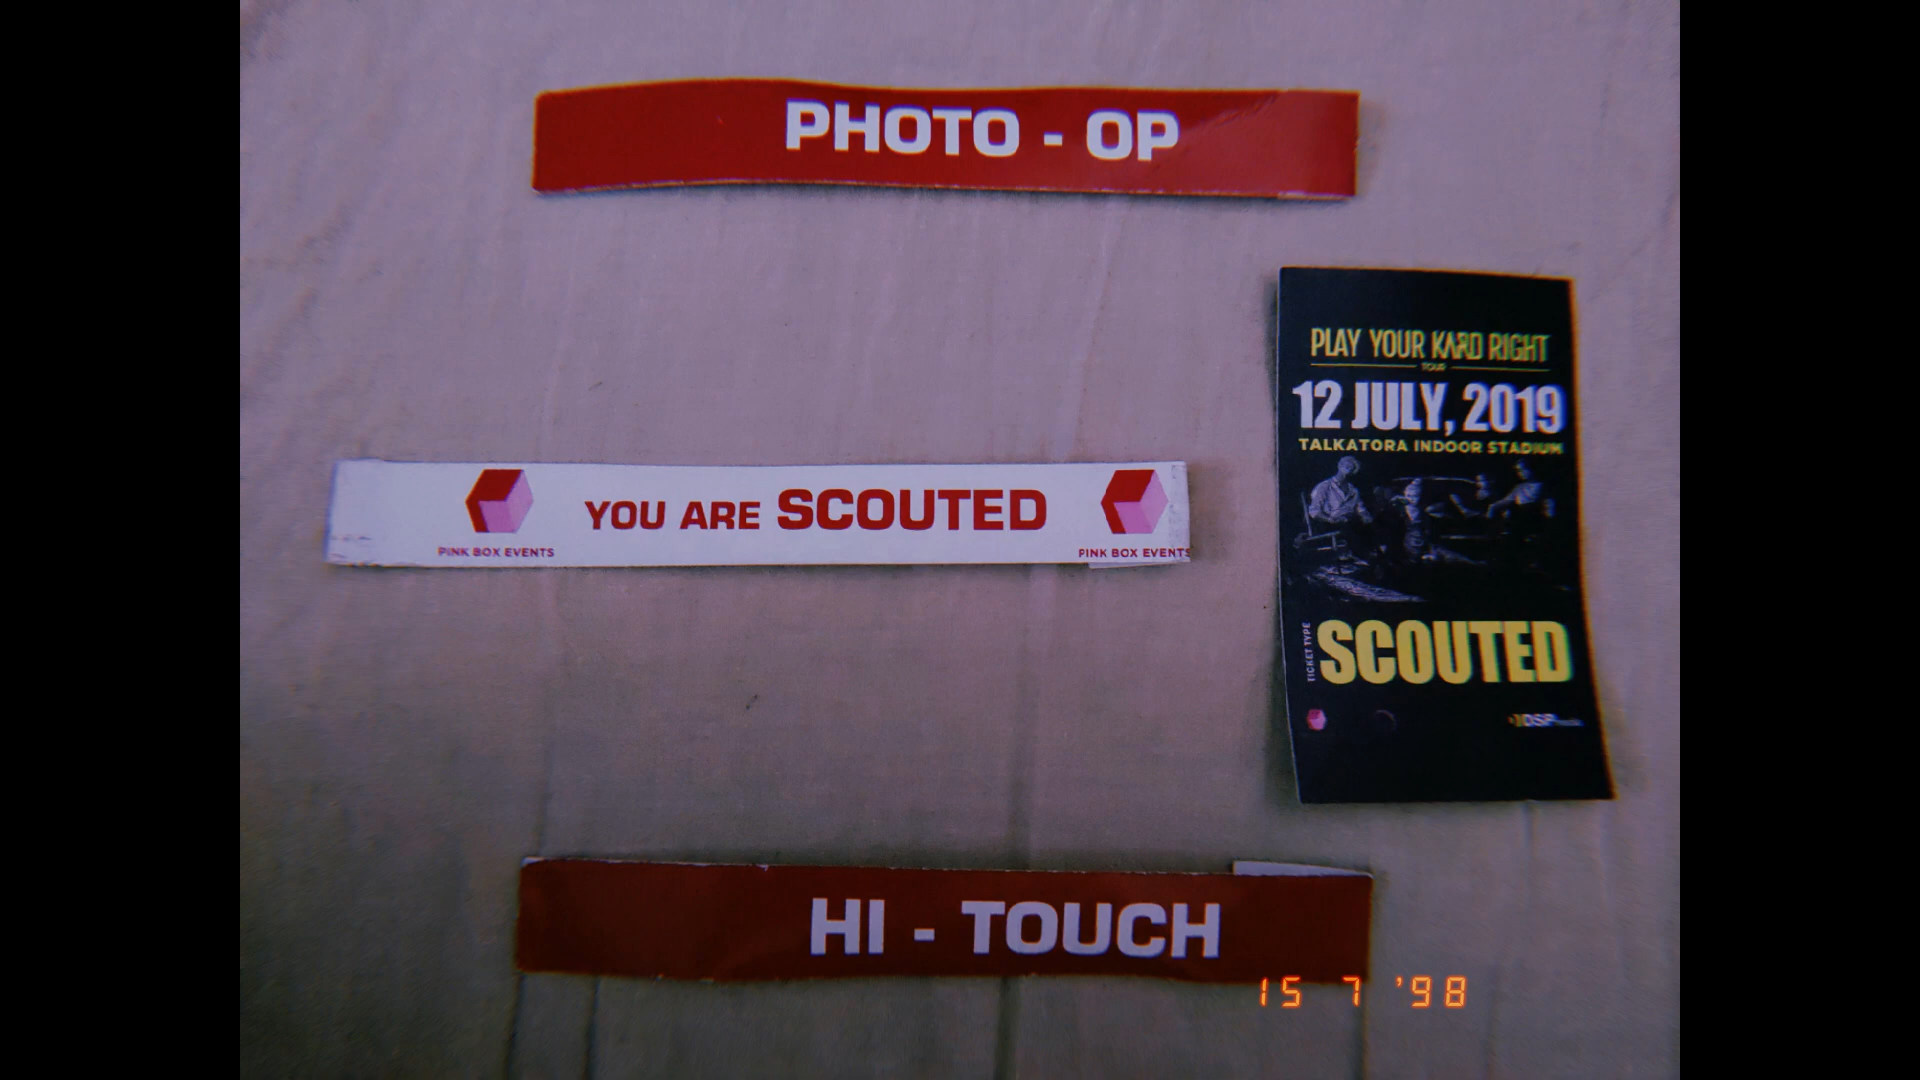 PHOTO - OP
PLAY YOUR KARD RIGHT
TOUR
12 JULY, 2019
TALKATORA INDOOR STADIUM
YOU ARE SCOUTED
PINK BOX EVENTS
PINK BOX EVENTS
TICKET TYPE
SCOUTED
HI - TOUCH
15 7 '98